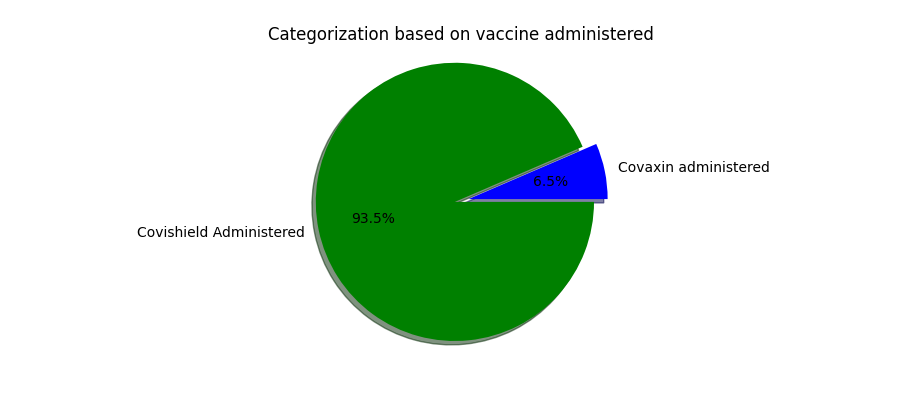 Categorization based on vaccine administered
Covaxin administered
6.5%
93.5%
Covishield Administered